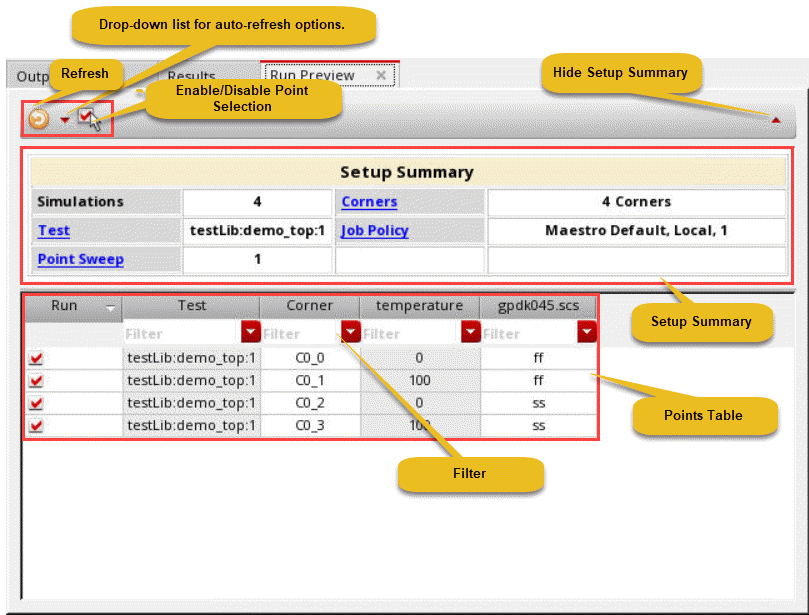 Drop-down list for auto-refresh options.
Outp
Refresh
Results
Run Preview
Hide Setup Summary
Enable/Disable Point
Selection
Setup Summary
Simulations 4 Corners 4 Corners
Test testLib:demo_top:1 Job Policy Maestro Default, Local, 1
Point Sweep 1
Run Test Corner temperature gpdk045.scs
Filter Filter Filter Filter
testLib:demo_top:1 C0_0 0 ff
testLib:demo_top:1 C0_1 100 ff
testLib:demo_top:1 C0_2 0 ss
testLib:demo_top:1 C0_3 100 ss
Setup Summary
Points Table
Filter